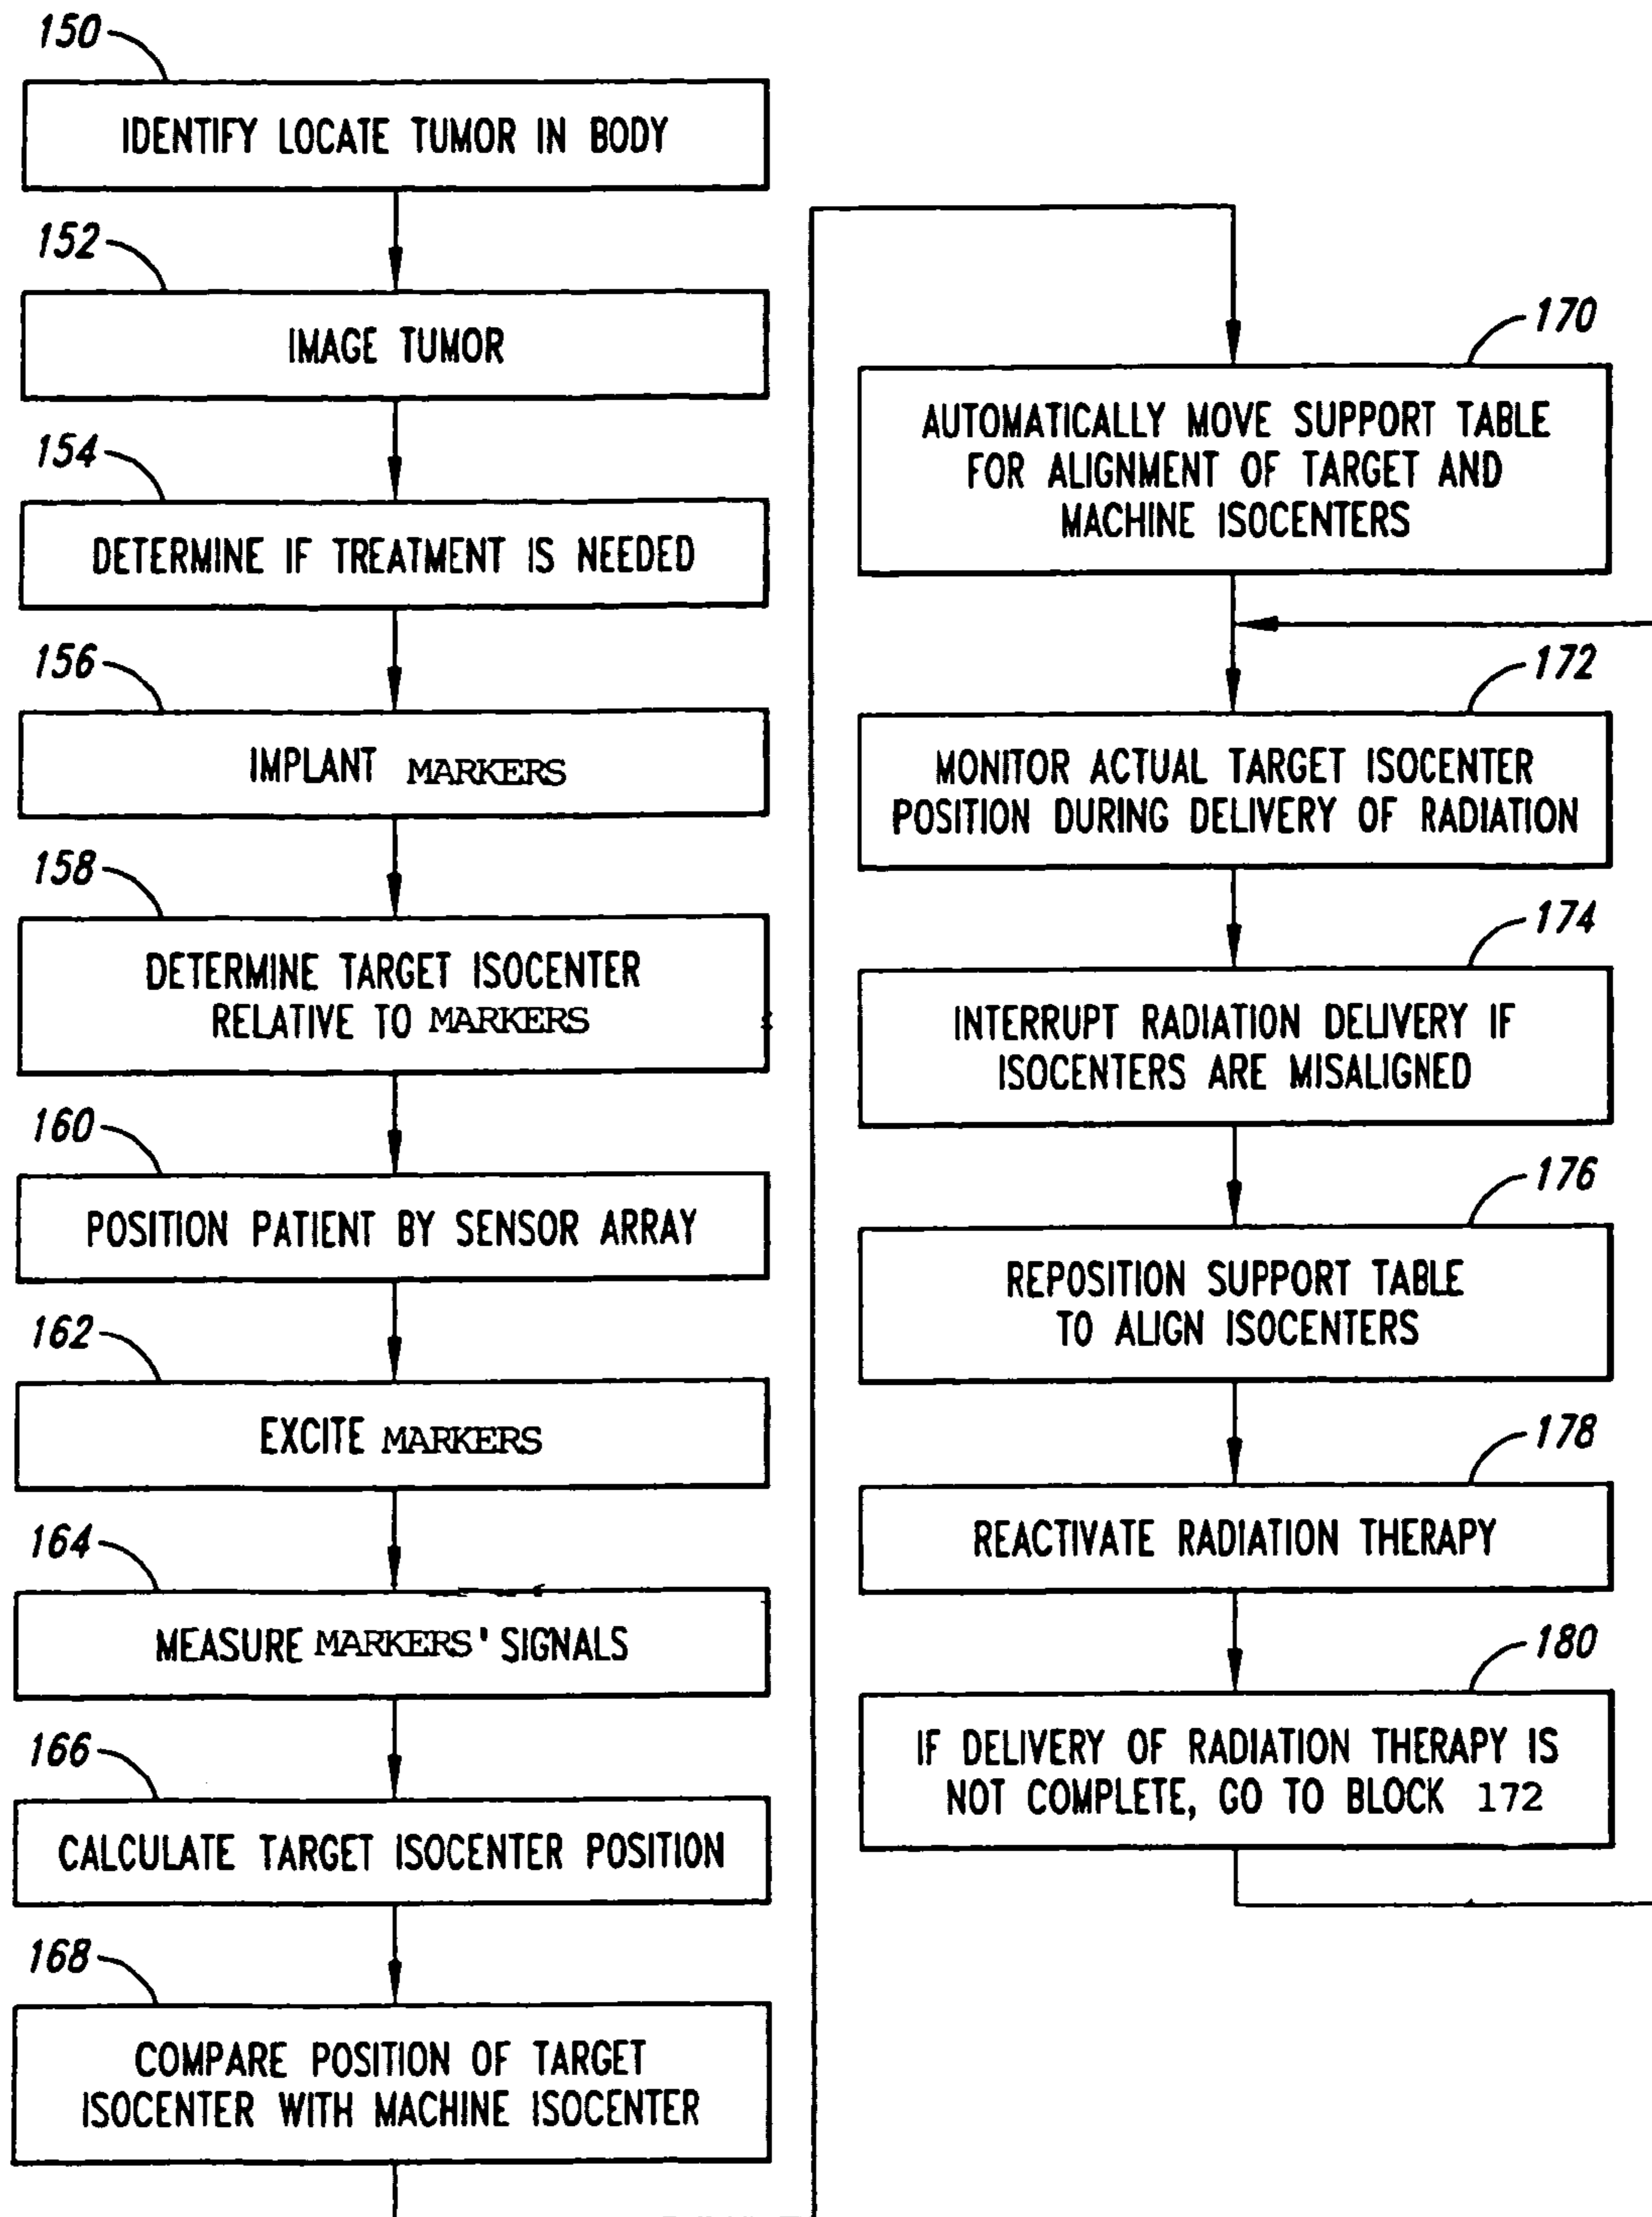 150
IDENTIFY LOCATE TUMOR IN BODY
152
IMAGE TUMOR
154
DETERMINE IF TREATMENT IS NEEDED
156
IMPLANT MARKERS
158
DETERMINE TARGET ISOCENTER
RELATIVE TO MARKERS
160
POSITION PATIENT BY SENSOR ARRAY
162
EXCITE MARKERS
164
MEASURE MARKERS' SIGNALS
166
CALCULATE TARGET ISOCENTER POSITION
168
COMPARE POSITION OF TARGET
ISOCENTER WITH MACHINE ISOCENTER
170
AUTOMATICALLY MOVE SUPPORT TABLE
FOR ALIGNMENT OF TARGET AND
MACHINE ISOCENTERS
172
MONITOR ACTUAL TARGET ISOCENTER
POSITION DURING DELIVERY OF RADIATION
174
INTERRUPT RADIATION DELIVERY IF
ISOCENTERS ARE MISALIGNED
176
REPOSITION SUPPORT TABLE
TO ALIGN ISOCENTERS
178
REACTIVATE RADIATION THERAPY
180
IF DELIVERY OF RADIATION THERAPY IS
NOT COMPLETE, GO TO BLOCK 172